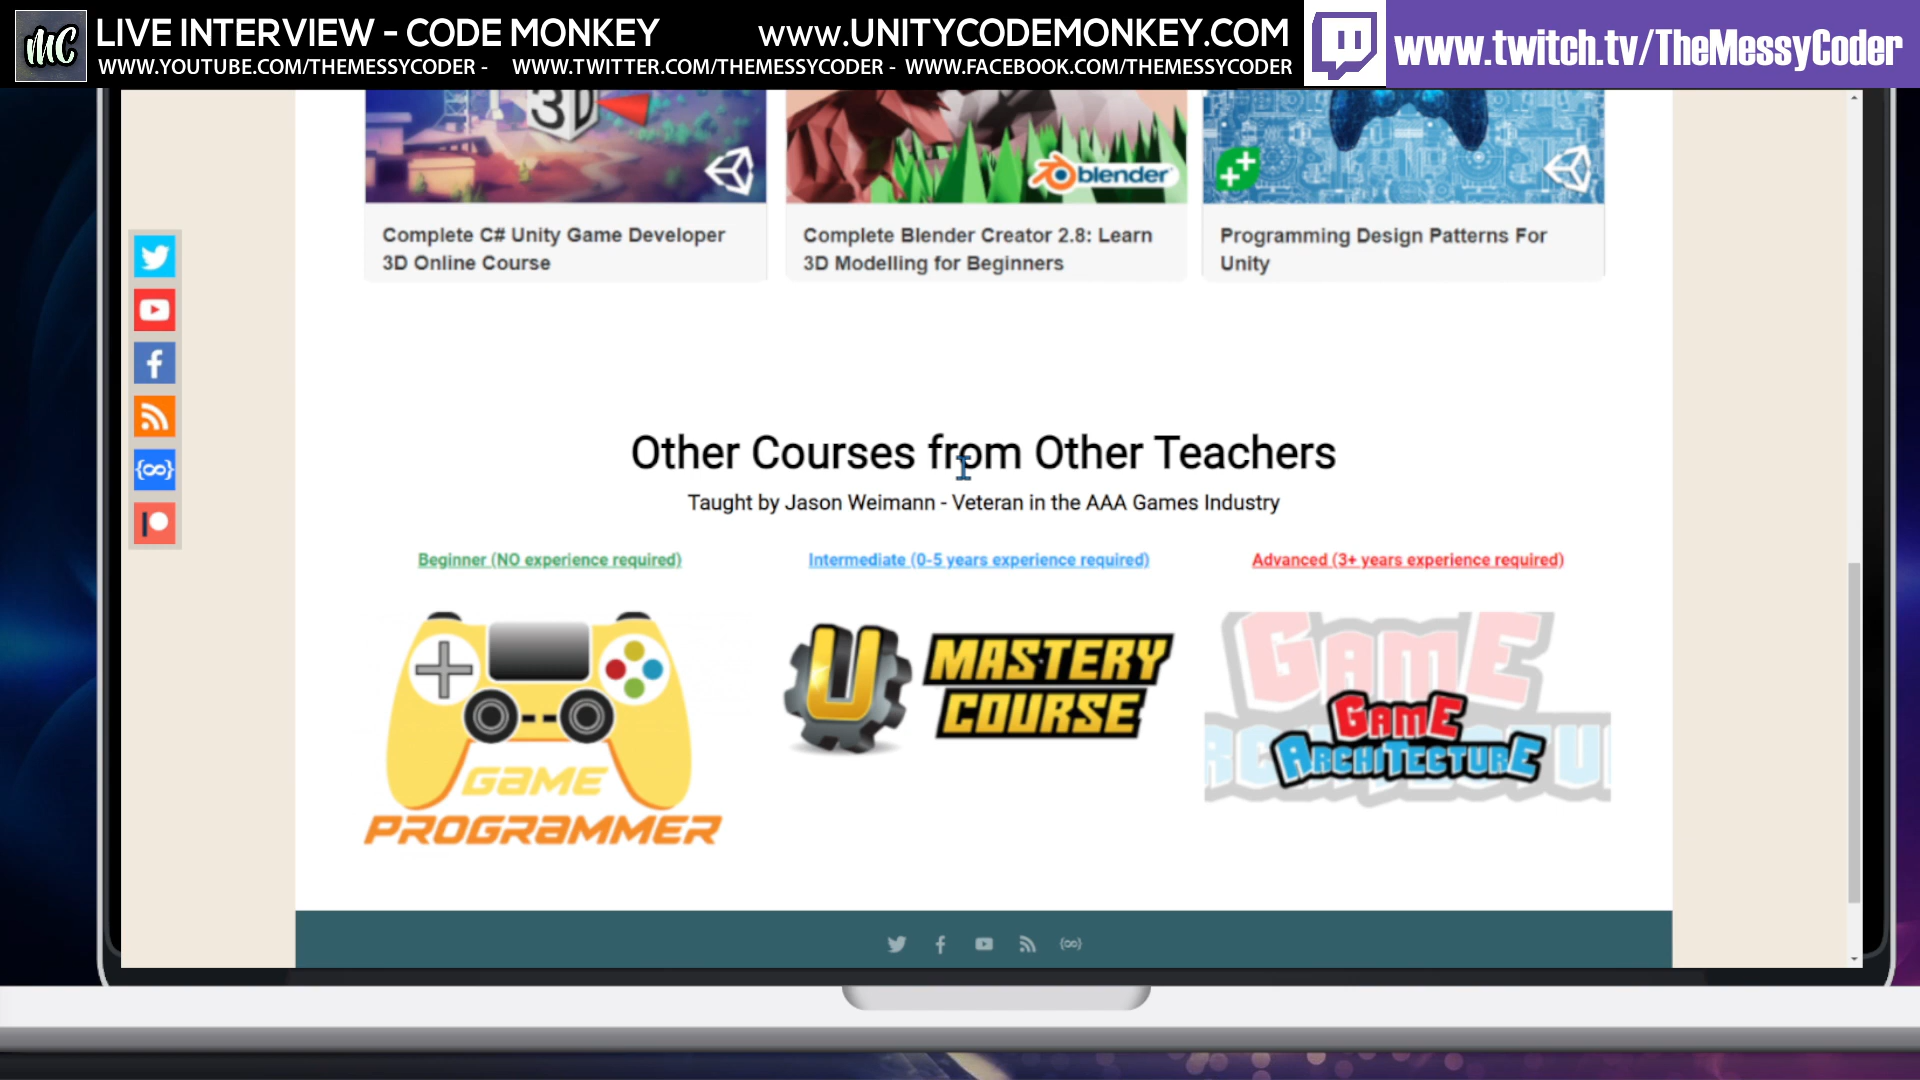 MC
LIVE INTERVIEW - CODE MONKEY
www.UNITYCODEMONKEY.COM
WWW.YOUTUBE.COM/THEMESSYCODER - WWW.TWITTER.COM/THEMESSYCODER - WWW.FACEBOOK.COM/THEMESSYCODER
www.twitch.tv/TheMessyCoder
3D
blender
Complete C# Unity Game Developer
3D Online Course
Complete Blender Creator 2.8: Learn
3D Modelling for Beginners
Programming Design Patterns For
Unity
Other Courses from Other Teachers
Taught by Jason Weimann - Veteran in the AAA Games Industry
Beginner (NO experience required)
Intermediate (0-5 years experience required)
Advanced (3+ years experience required)
GAME
PROGRAMMER
U
MASTERY
COURSE
GAME
GAME
ARCHITECTURE